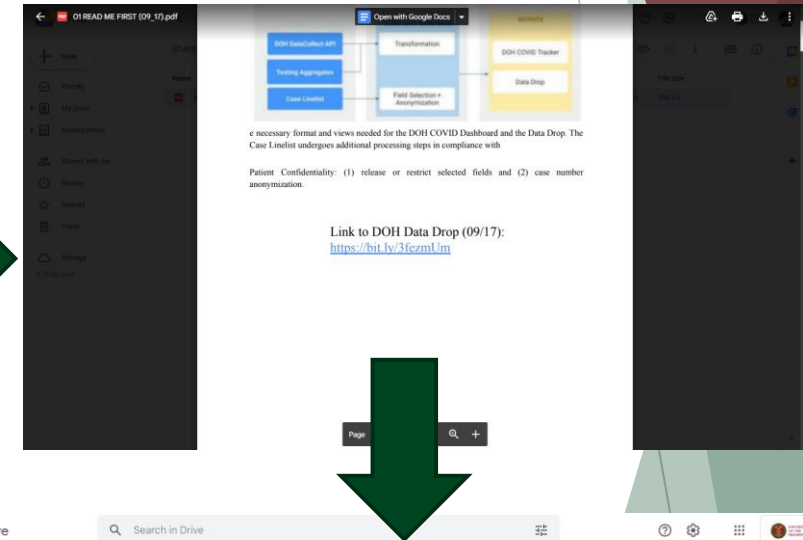 01 READ ME FIRST (09_17).pdf
Open with Google Docs
OUTPUTS
DOH DataCollect API
Transformation
DOH COVID Tracker
Testing Aggregates
Data Drop
Case Linelist
Field Selection +
Anonymization
New
Priority
My Drive
Shared drives
Shared with me
Recent
Starred
Trash
Storage
Name
File size
e necessary format and views needed for the DOH COVID Dashboard and the Data Drop. The
Case Linelist undergoes additional processing steps in compliance with
Patient Confidentiality: (1) release or restrict selected fields and (2) case number
anonymization.
Link to DOH Data Drop (09/17):
https://bit.ly/3fezmUm
Page
Search in Drive